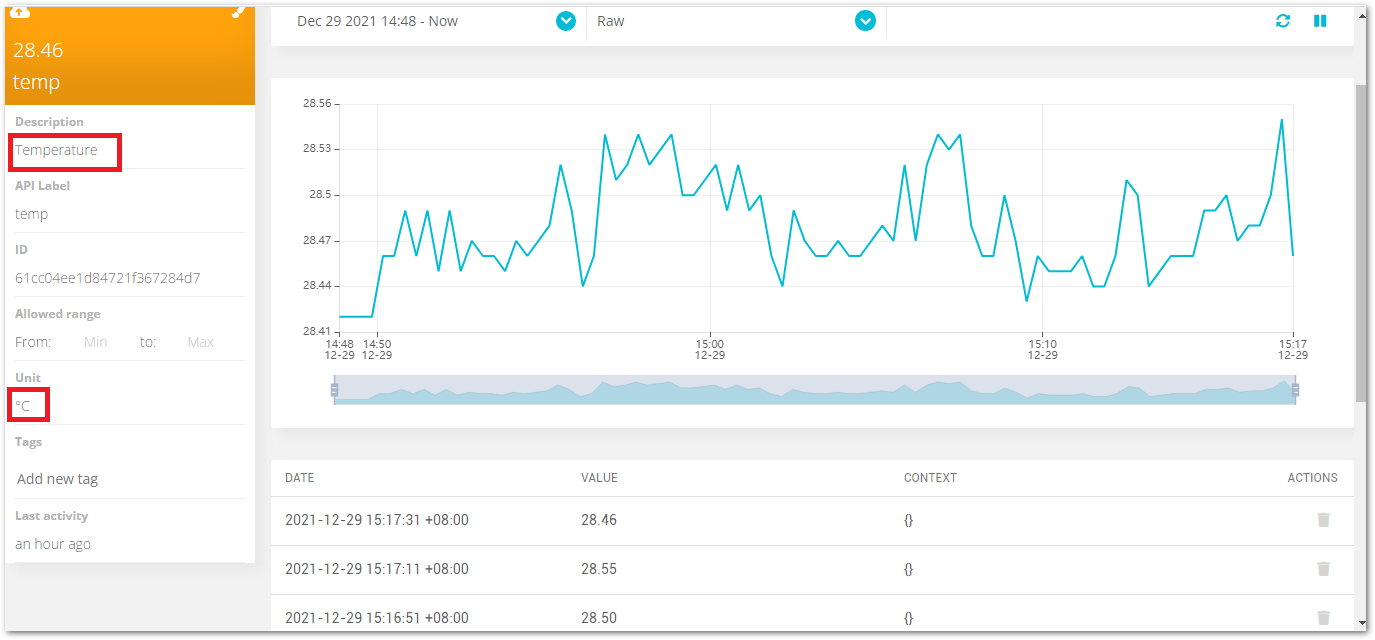 28.46
temp
Description
Temperature
API Label
temp
ID
61cc04ee1d84721f367284d7
Allowed range
From: Min to: Max
Unit
°C
Tags
Add new tag
Last activity
an hour ago
Dec 29 2021 14:48 - Now
Raw
28.56
28.53
28.5
28.47
28.44
28.41
14:48 14:50 15:00 15:10 15:17
12-29 12-29 12-29 12-29 12-29
DATE VALUE CONTEXT ACTIONS
2021-12-29 15:17:31 +08:00 28.46 {}
2021-12-29 15:17:11 +08:00 28.55 {}
2021-12-29 15:16:51 +08:00 28.50 {}